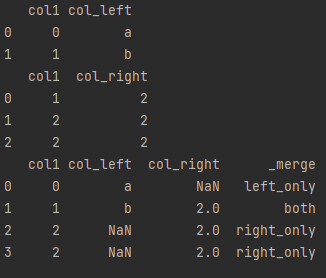 col1 col_left
0 0 a
1 1 b
col1 col_right
0 1 2
1 2 2
2 2 2
col1 col_left col_right _merge
0 0 a NaN left_only
1 1 b 2.0 both
2 2 NaN 2.0 right_only
3 2 NaN 2.0 right_only